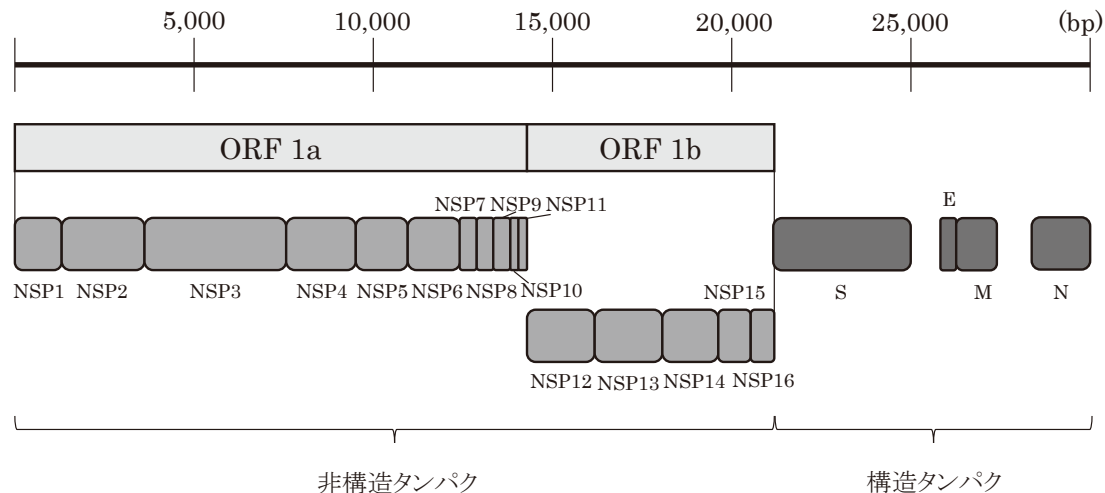 5,000 10,000 15,000 20,000 25,000 (bp)
ORF 1a ORF 1b
E
NSP7 NSP9 NSP11
NSP1 NSP2 NSP3 NSP4 NSP5 NSP6 NSP8 NSP10 NSP15 S M N
NSP12 NSP13 NSP14 NSP16
非構造タンパク 構造タンパク